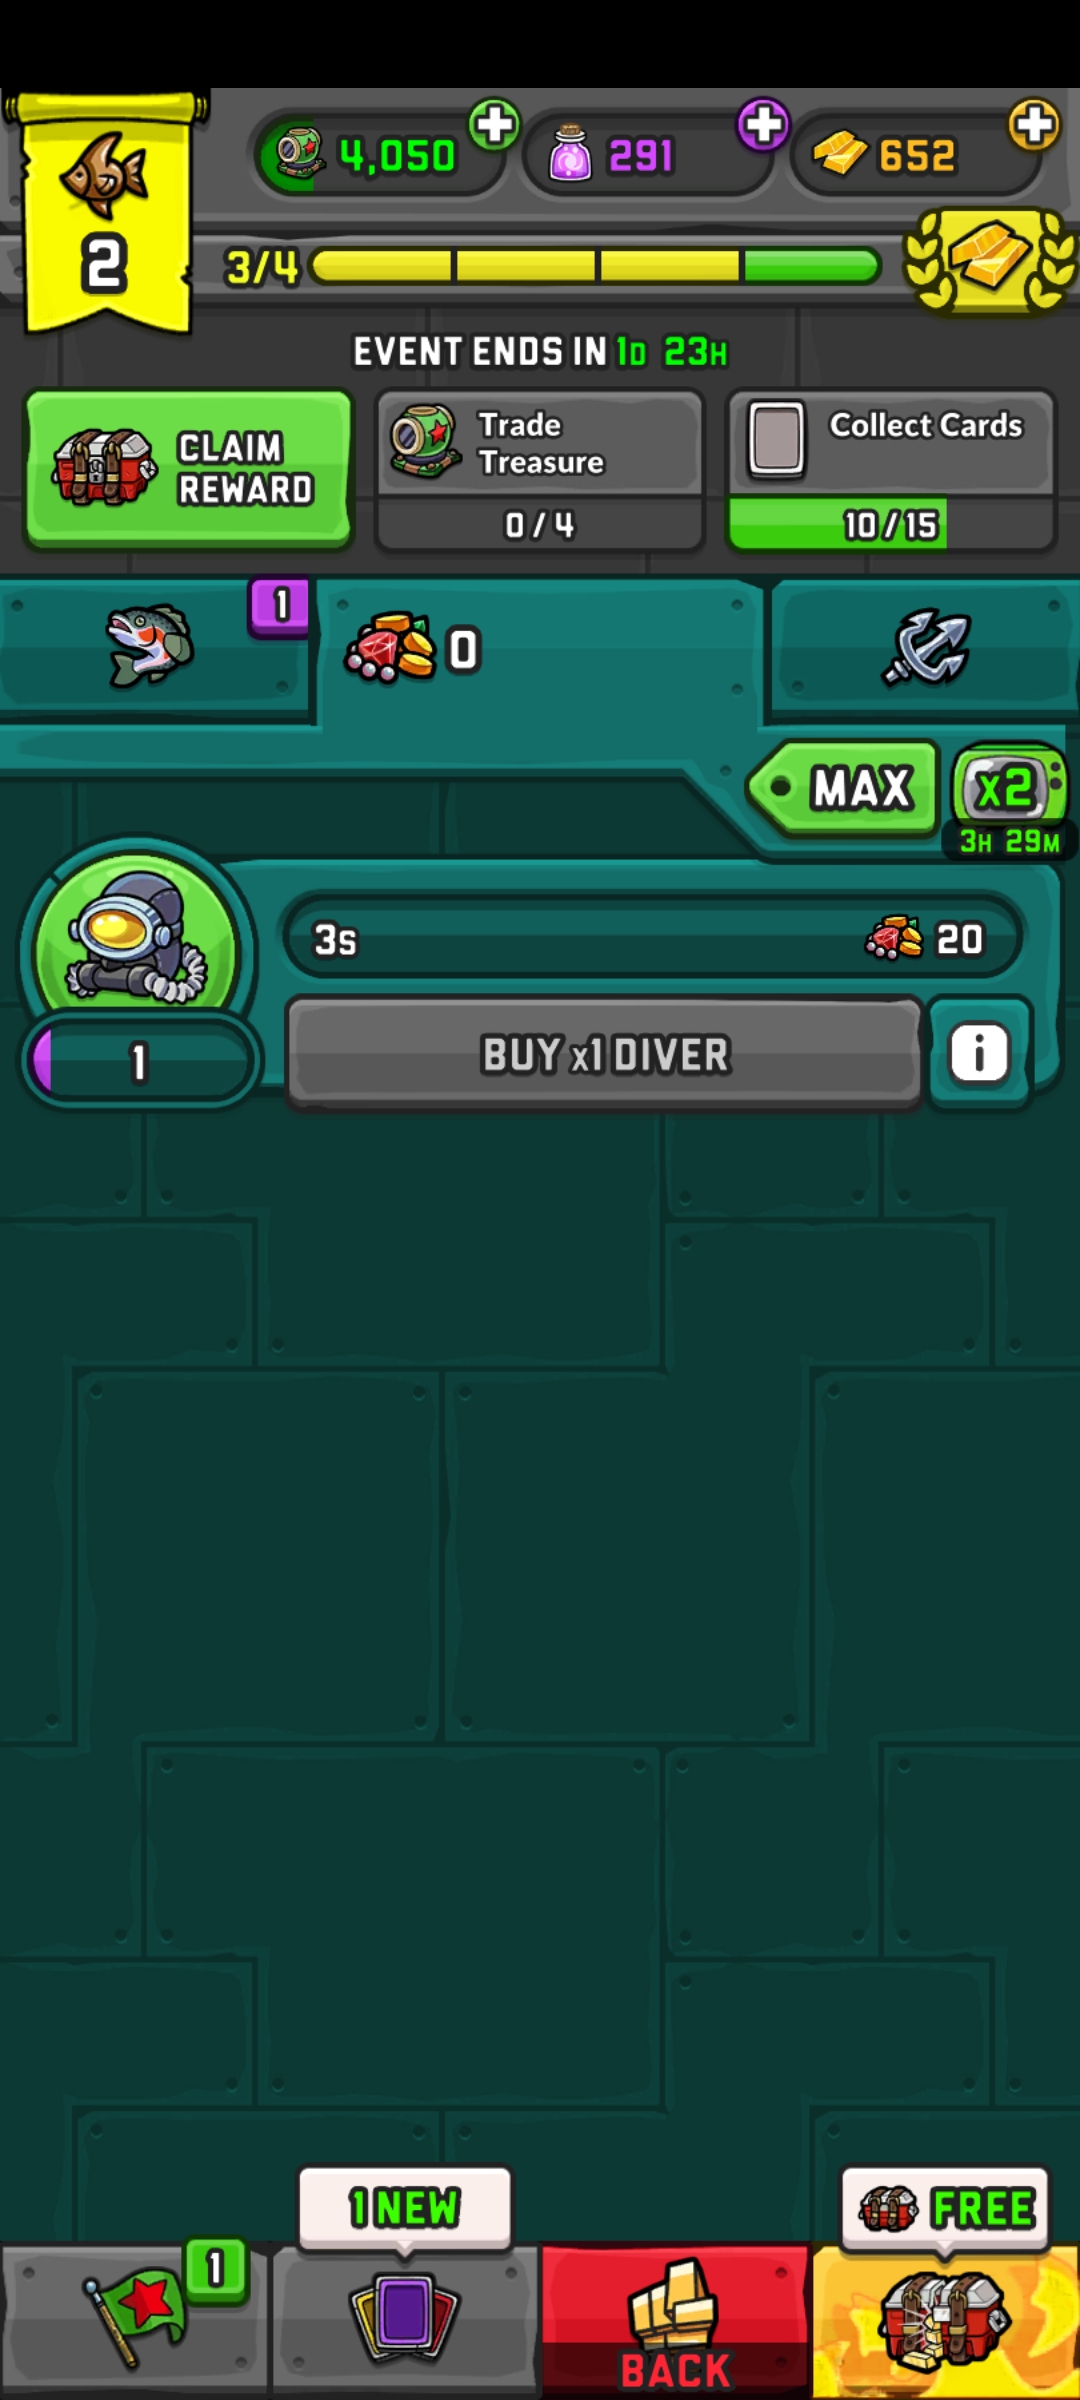 4,050
291
652
2
3/4
EVENT ENDS IN 1D 23H
CLAIM
REWARD
Trade
Treasure
0/4
Collect Cards
10/15
1
0
MAX
x2
3H 29M
3s
20
1
BUY x1 DIVER
i
1 NEW
FREE
1
BACK